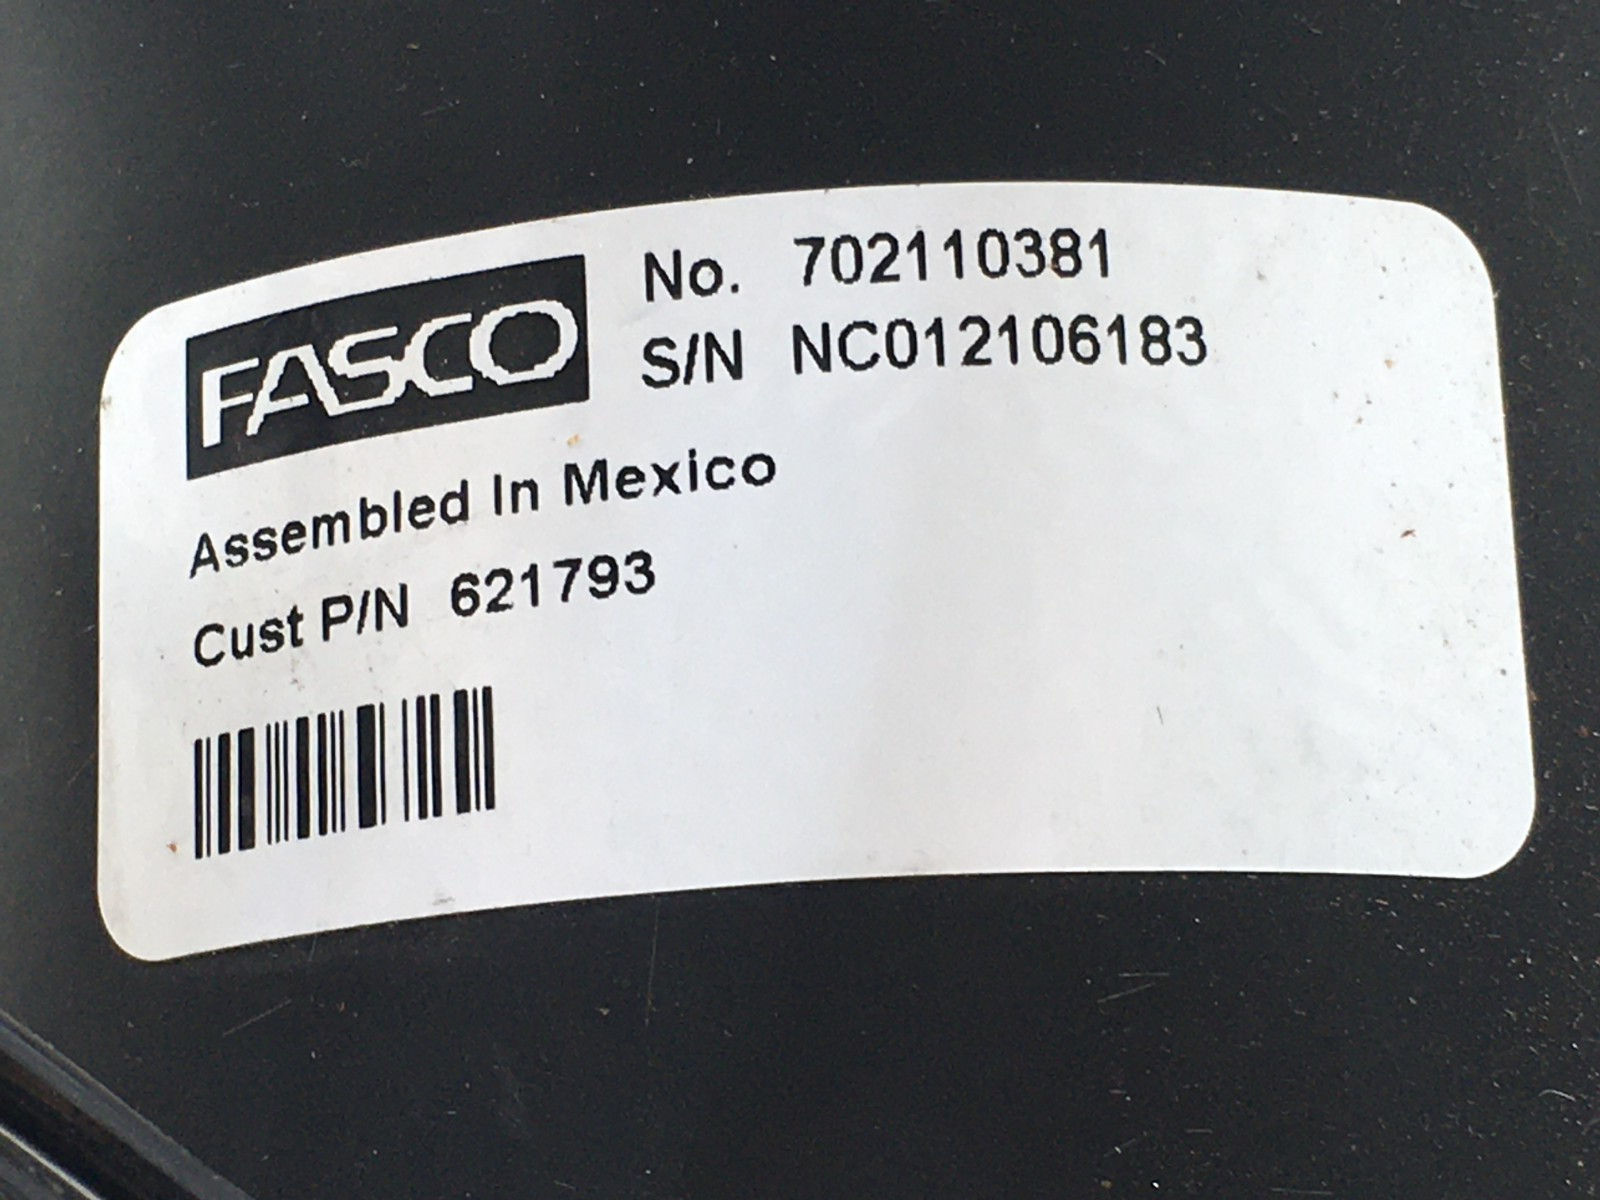 FASCO
No. 702110381
S/N NC012106183
Assembled In Mexico
Cust P/N 621793